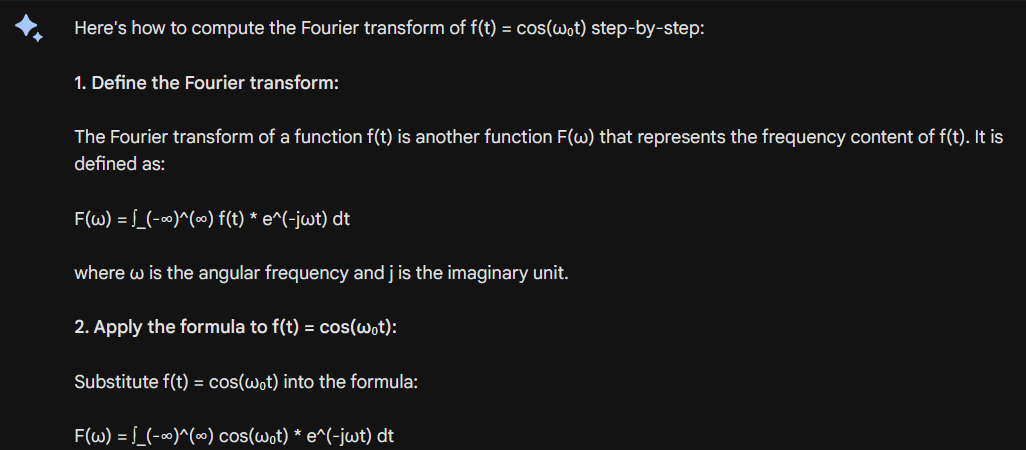 Here's how to compute the Fourier transform of f(t) = cos(ω₀t) step-by-step:
1. Define the Fourier transform:
The Fourier transform of a function f(t) is another function F(ω) that represents the frequency content of f(t). It is
defined as:
F(ω) = ∫_(-∞)^(∞) f(t) * e^(-jωt) dt
where ω is the angular frequency and j is the imaginary unit.
2. Apply the formula to f(t) = cos(ω₀t):
Substitute f(t) = cos(ω₀t) into the formula:
F(ω) = ∫_(-∞)^(∞) cos(ω₀t) * e^(-jωt) dt